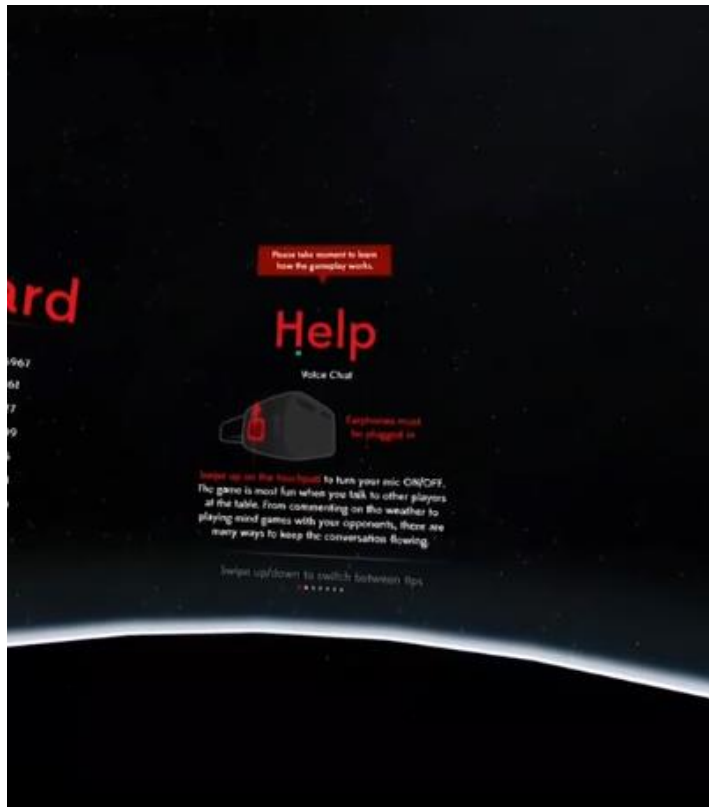 Please take moment to learn
how the gameplay works.
ard
Help
5967
Voice Chat
Earphones must
be plugged in
Swipe up on the touchpad to turn your mic ON/OFF.
The game is most fun when you talk to other players
at the table. From commenting on the weather to
playing mind games with your opponents, there are
many ways to keep the conversation flowing.
Swipe up/down to switch between tips